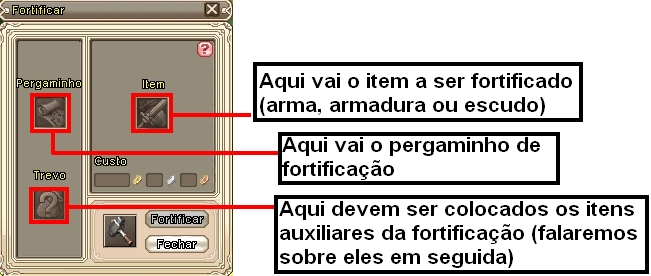 Fortificar
?
Pergaminho
Item
Custo
Trevo
Fortificar
Fechar
Aqui vai o item a ser fortificado
(arma, armadura ou escudo)
Aqui vai o pergaminho de
fortificação
Aqui devem ser colocados os itens
auxiliares da fortificação (falaremos
sobre eles em seguida)